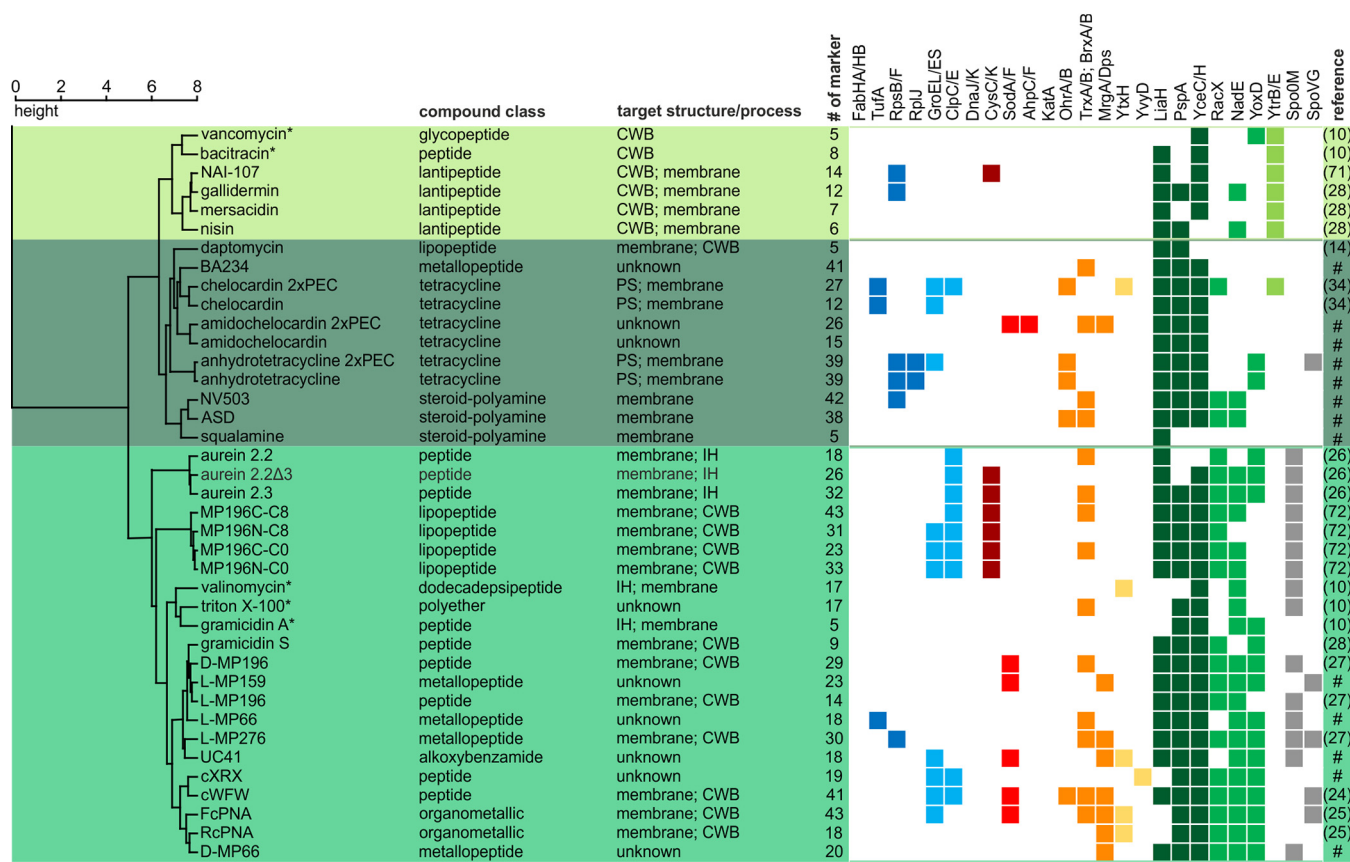 0 2 4 6 8
height
compound class target structure/process # of marker FabHA/HB TufA RpsB/F RplJ GroEL/ES ClpC/E DnaJ/K CysC/K SodA/F AhpC/F KatA OhrA/B TrxA/B; BrxA/B MrgA/Dps YtxH YvyD LiaH PspA YceC/H RacX NadE YoxD YtrB/E Spo0M SpoVG reference
vancomycin* glycopeptide CWB 5 (10)
bacitracin* peptide CWB 8 (10)
NAI-107 lantipeptide CWB; membrane 14 (71)
gallidermin lantipeptide CWB; membrane 12 (28)
mersacidin lantipeptide CWB; membrane 7 (28)
nisin lantipeptide CWB; membrane 6 (28)
daptomycin lipopeptide membrane; CWB 5 (14)
BA234 metallopeptide unknown 41 #
chelocardin 2xPEC tetracycline PS; membrane 27 (34)
chelocardin tetracycline PS; membrane 12 (34)
amidochelocardin 2xPEC tetracycline unknown 26 #
amidochelocardin tetracycline unknown 15 #
anhydrotetracycline 2xPEC tetracycline PS; membrane 39 #
anhydrotetracycline tetracycline PS; membrane 39 #
NV503 steroid-polyamine membrane 42 #
ASD steroid-polyamine membrane 38 #
squalamine steroid-polyamine membrane 5 #
aurein 2.2 peptide membrane; IH 18 (26)
aurein 2.2Δ3 peptide membrane; IH 26 (26)
aurein 2.3 peptide membrane; IH 32 (26)
MP196C-C8 lipopeptide membrane; CWB 43 (72)
MP196N-C8 lipopeptide membrane; CWB 31 (72)
MP196C-C0 lipopeptide membrane; CWB 23 (72)
MP196N-C0 lipopeptide membrane; CWB 33 (72)
valinomycin* dodecadepsipeptide IH; membrane 17 (10)
triton X-100* polyether unknown 17 (10)
gramicidin A* peptide IH; membrane 5 (10)
gramicidin S peptide membrane; CWB 9 (28)
D-MP196 peptide membrane; CWB 29 (27)
L-MP159 metallopeptide unknown 23 #
L-MP196 peptide membrane; CWB 14 (27)
L-MP66 metallopeptide unknown 18 #
L-MP276 metallopeptide membrane; CWB 30 (27)
UC41 alkoxybenzamide unknown 18 #
cXRX peptide unknown 19 #
cWFW peptide membrane; CWB 41 (24)
FcPNA organometallic membrane; CWB 43 (25)
RcPNA organometallic membrane; CWB 18 (25)
D-MP66 metallopeptide unknown 20 #